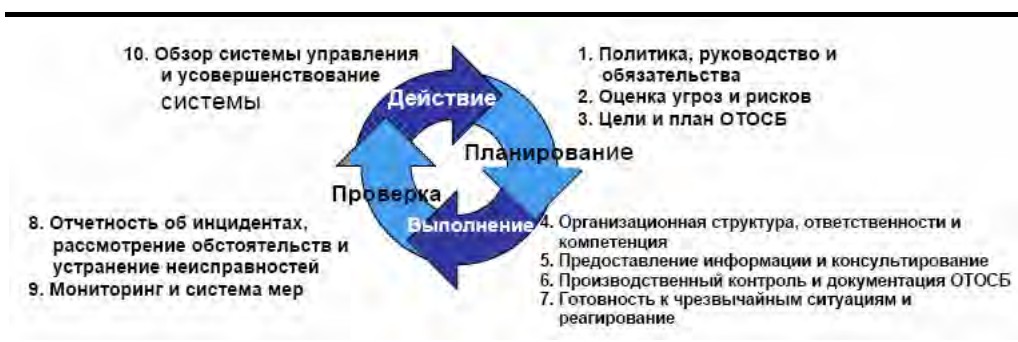 10. Обзор системы управления
и усовершенствование
системы
Действие
1. Политика, руководство и
обязательства
2. Оценка угроз и рисков
3. Цели и план ОТОСБ
Планирование
Проверка
Выполнение
4. Организационная структура, ответственности и
компетенция
5. Предоставление информации и консультирование
6. Производственный контроль и документация ОТОСБ
7. Готовность к чрезвычайным ситуациям и
реагирование
8. Отчетность об инцидентах,
рассмотрение обстоятельств и
устранение неисправностей
9. Мониторинг и система мер